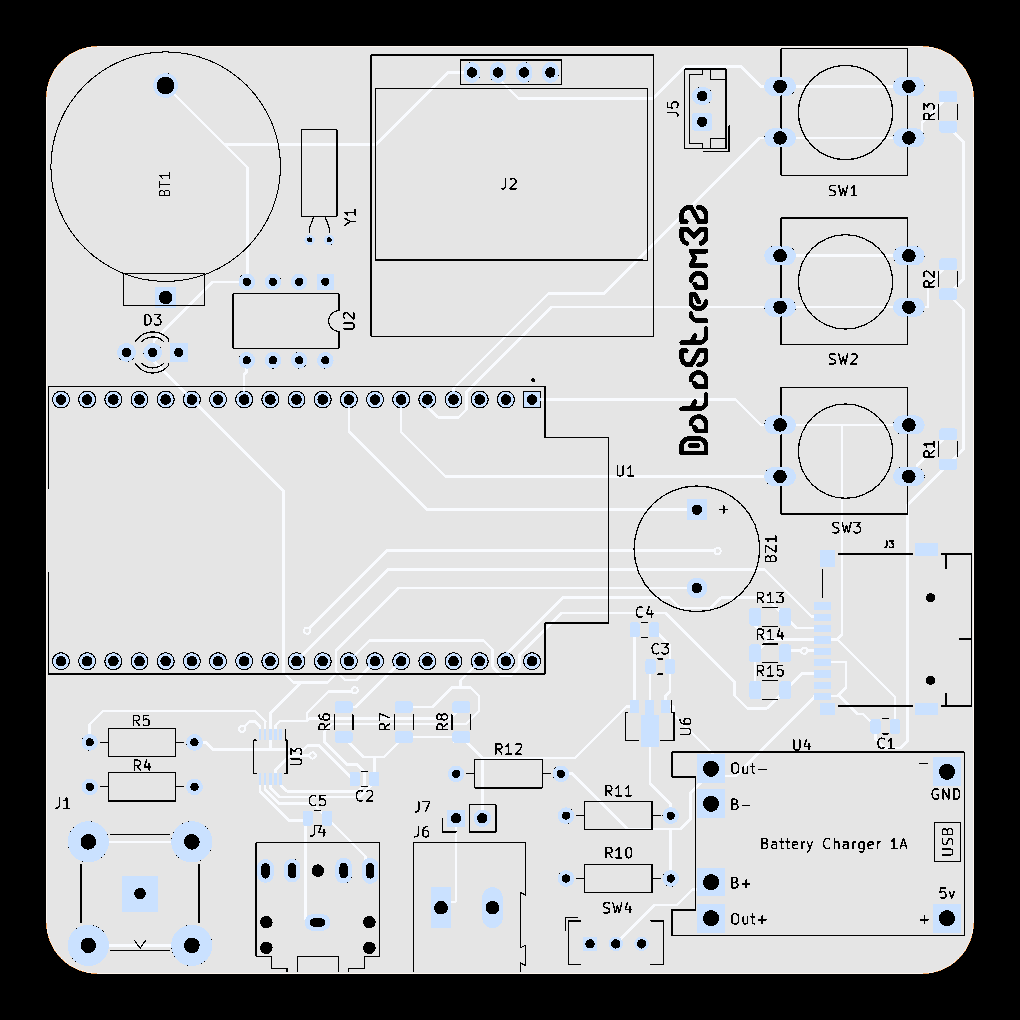 BT1
Y1
J2
J5
R3
SW1
R2
SW2
D3
U2
DataStream32
R1
SW3
U1
+
BZ1
J3
R13
C4
R14
C3
R15
R5
R6
R7
R8
U3
U6
C1
U4
R4
R12
Out-
-
GND
J1
C2
C5
J4
J7
J6
R11
B-
Battery Charger 1A
USB
R10
B+
5v
SW4
Out+
+